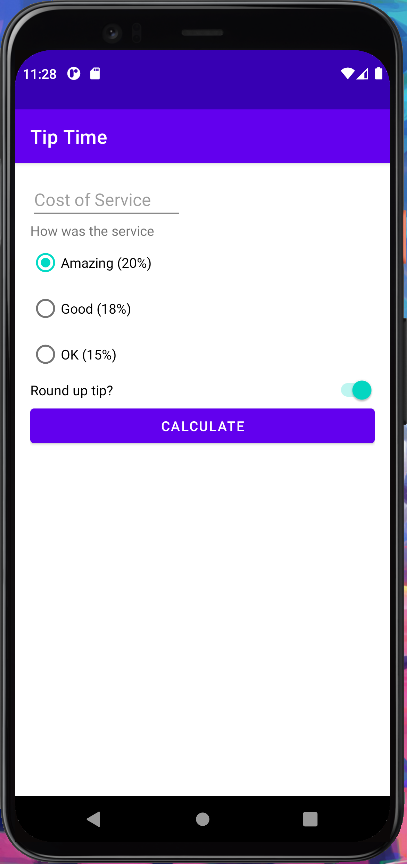 11:28
Tip Time
Cost of Service
How was the service
Amazing (20%)
Good (18%)
OK (15%)
Round up tip?
CALCULATE